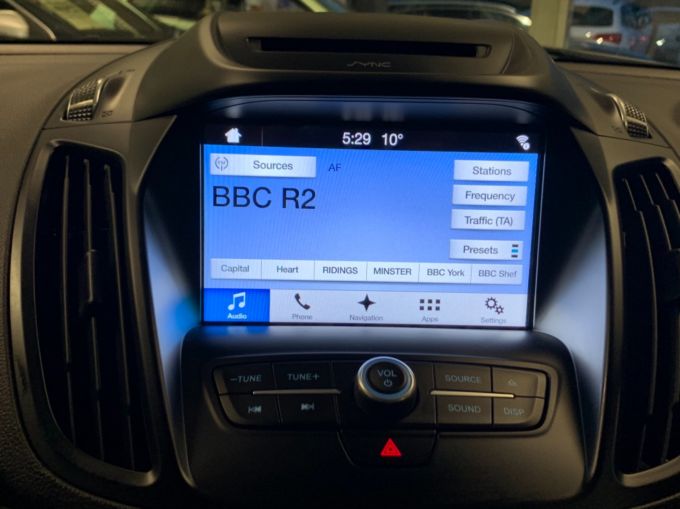 SYNC
5:29 10°
Sources AF Stations
BBC R2
Frequency
Traffic (TA)
Presets
Capital Heart RIDINGS MINSTER BBC York BBC Shef
Audio Phone Navigation Apps Settings
-TUNE TUNE+ VOL SOURCE
SOUND DISP